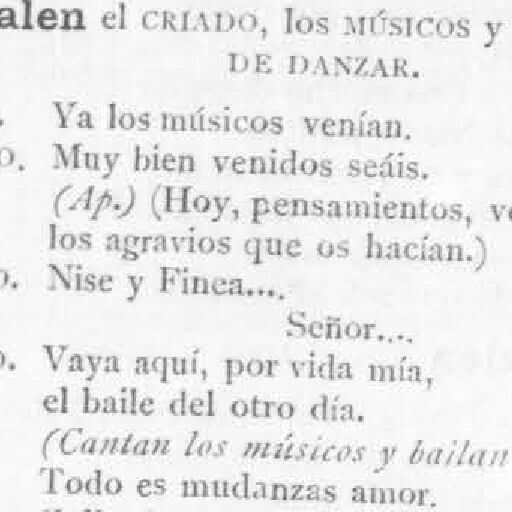 alen el CRIADO, los MÚSICOS y
DE DANZAR.
Ya los músicos venían.
O. Muy bien venidos seáis.
(Ap.) (Hoy, pensamientos, ve
los agravios que os hacían.)
O. Nise y Finea....
Señor....
O. Vaya aquí, por vida mía,
el baile del otro día.
(Cantan los músicos y bailan
Todo es mudanzas amor.